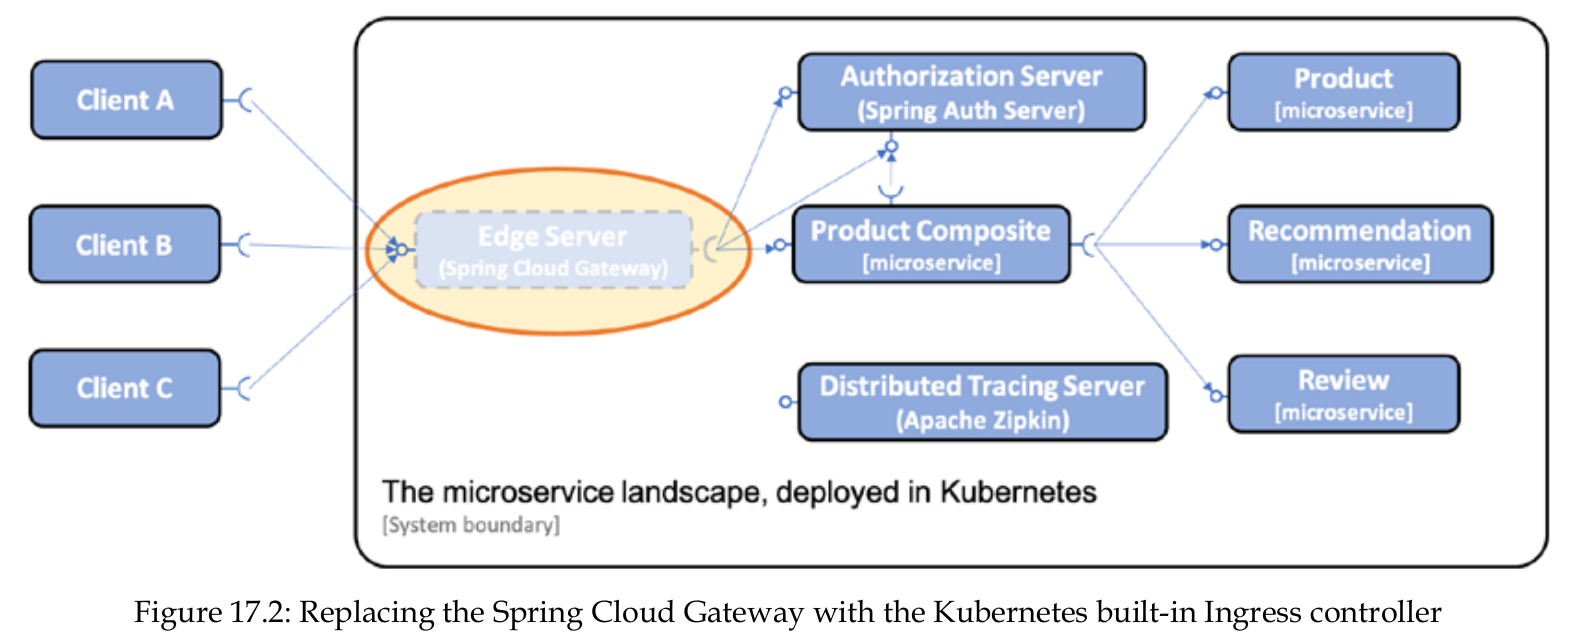 Client A
Client B
Client C
Edge Server
(Spring Cloud Gateway)
Authorization Server
(Spring Auth Server)
Product Composite
[microservice]
Distributed Tracing Server
(Apache Zipkin)
Product
[microservice]
Recommendation
[microservice]
Review
[microservice]
The microservice landscape, deployed in Kubernetes
[System boundary]
Figure 17.2: Replacing the Spring Cloud Gateway with the Kubernetes built-in Ingress controller